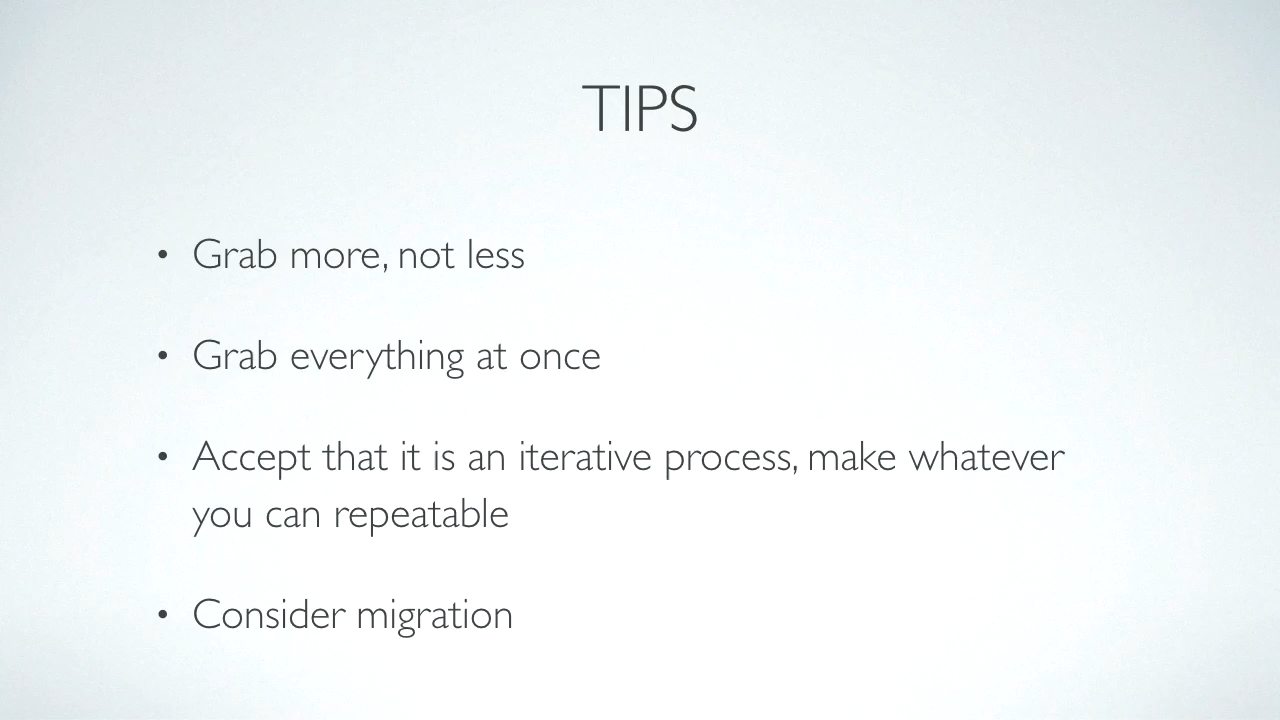 TIPS
• Grab more, not less
• Grab everything at once
• Accept that it is an iterative process, make whatever
you can repeatable
• Consider migration